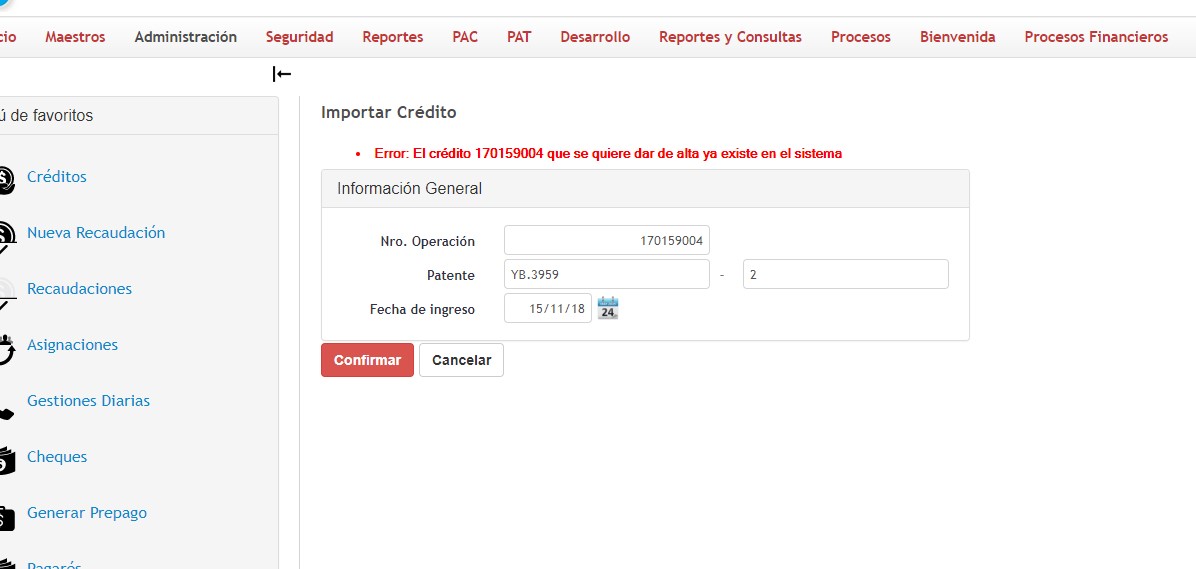 cio Maestros Administración Seguridad Reportes PAC PAT Desarrollo Reportes y Consultas Procesos Bienvenida Procesos Financieros
ú de favoritos
Créditos
Nueva Recaudación
Recaudaciones
Asignaciones
Gestiones Diarias
Cheques
Generar Prepago
Pagarés
Importar Crédito
• Error: El crédito 170159004 que se quiere dar de alta ya existe en el sistema
Información General
Nro. Operación 170159004
Patente YB.3959 - 2
Fecha de ingreso 15/11/18 24
Confirmar Cancelar